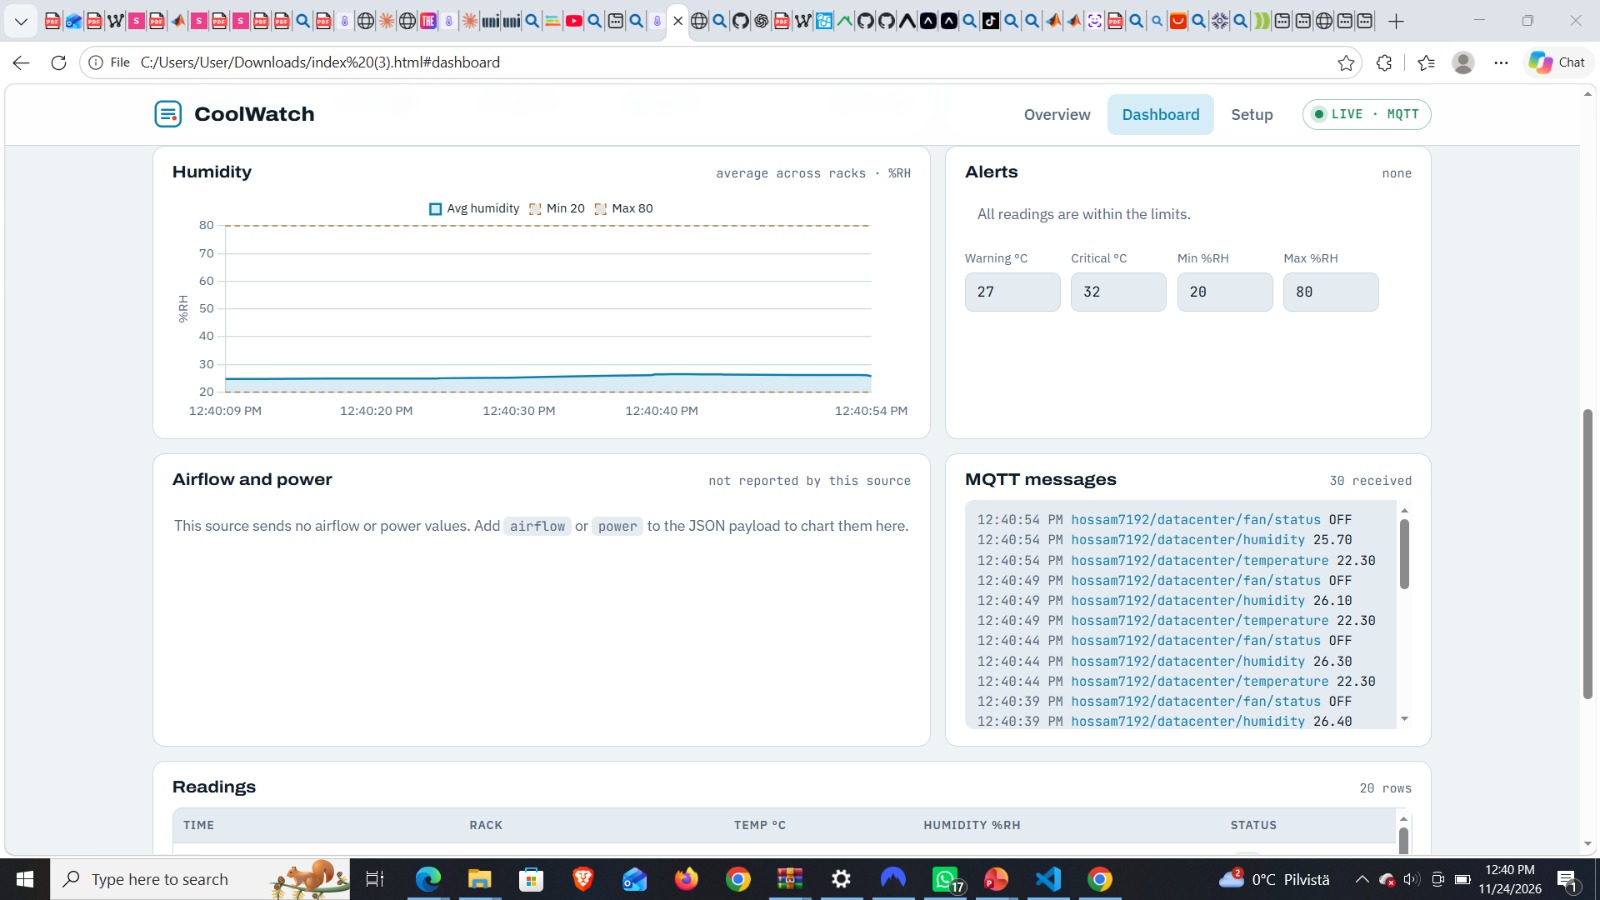 File C:/Users/User/Downloads/index%20(3).html#dashboard
Chat
CoolWatch
Overview
Dashboard
Setup
LIVE · MQTT
Humidity
average across racks · %RH
Avg humidity Min 20 Max 80
80
70
60
50
40
30
20
%RH
12:40:09 PM 12:40:20 PM 12:40:30 PM 12:40:40 PM 12:40:54 PM
Alerts
none
All readings are within the limits.
Warning °C Critical °C Min %RH Max %RH
27 32 20 80
Airflow and power
not reported by this source
This source sends no airflow or power values. Add airflow or power to the JSON payload to chart them here.
MQTT messages
30 received
12:40:54 PM hossam7192/datacenter/fan/status OFF
12:40:54 PM hossam7192/datacenter/humidity 25.70
12:40:54 PM hossam7192/datacenter/temperature 22.30
12:40:49 PM hossam7192/datacenter/fan/status OFF
12:40:49 PM hossam7192/datacenter/humidity 26.10
12:40:49 PM hossam7192/datacenter/temperature 22.30
12:40:44 PM hossam7192/datacenter/fan/status OFF
12:40:44 PM hossam7192/datacenter/humidity 26.30
12:40:44 PM hossam7192/datacenter/temperature 22.30
12:40:39 PM hossam7192/datacenter/fan/status OFF
12:40:39 PM hossam7192/datacenter/humidity 26.40
Readings
20 rows
TIME RACK TEMP °C HUMIDITY %RH STATUS
Type here to search
17
2
0°C Pilvistä
12:40 PM
11/24/2026
1